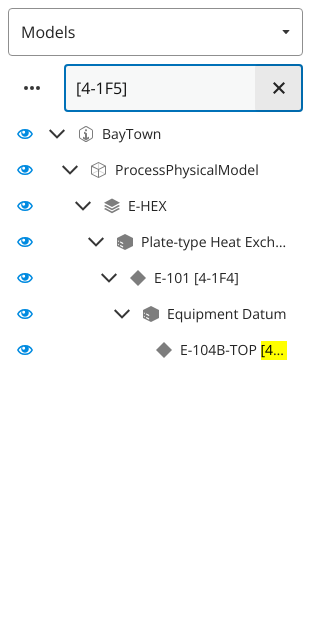 Models
[4-1F5]
BayTown
ProcessPhysicalModel
E-HEX
Plate-type Heat Exch...
E-101 [4-1F4]
Equipment Datum
E-104B-TOP [4...